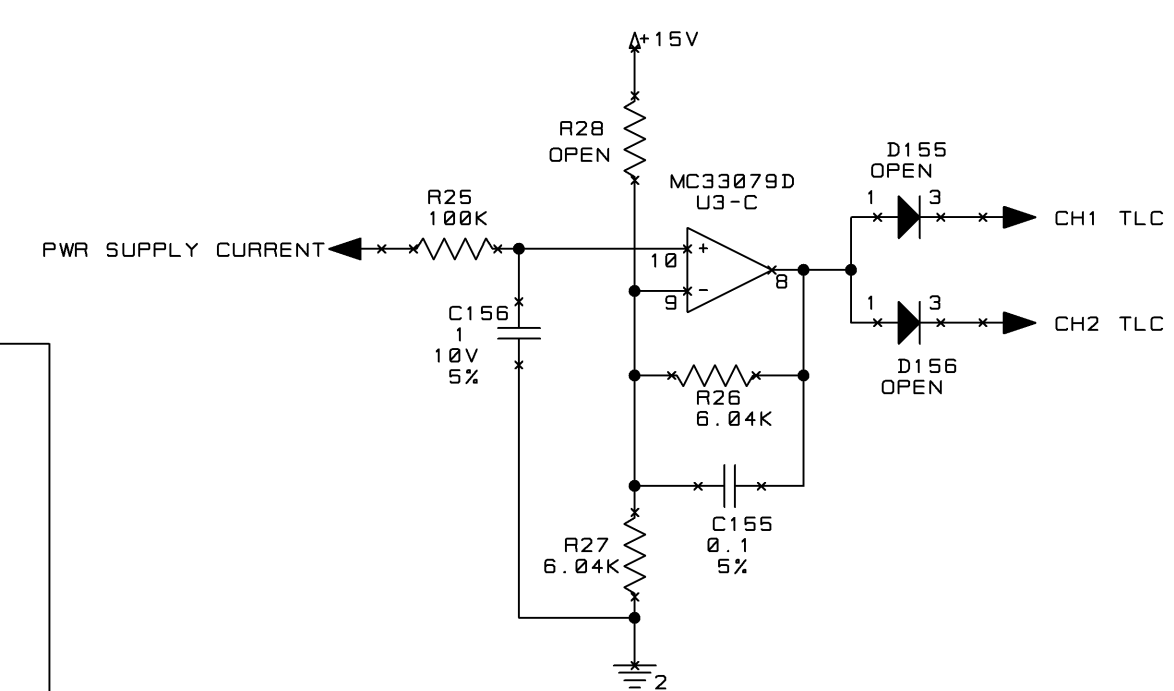 +15V
R28
OPEN
D155
OPEN
MC33079D
U3-C
R25
100K
1
3
CH1 TLC
PWR SUPPLY CURRENT
+
10
8
9
-
C156
1
10V
5%
1
3
CH2 TLC
D156
OPEN
R26
6.04K
C155
0.1
5%
R27
6.04K
2